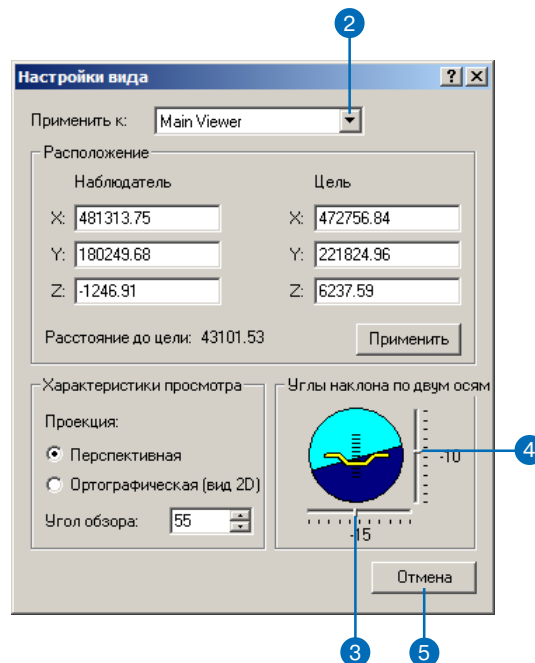 2
Настройки вида
Применить к: Main Viewer
Расположение
Наблюдатель Цель
X: 481313.75 X: 472756.84
Y: 180249.68 Y: 221824.96
Z: -1246.91 Z: 6237.59
Расстояние до цели: 43101.53 Применить
Характеристики просмотра Углы наклона по двум осям
Проекция:
Перспективная -10 4
Ортографическая (вид 2D)
Угол обзора: 55
-15
Отмена
3 5